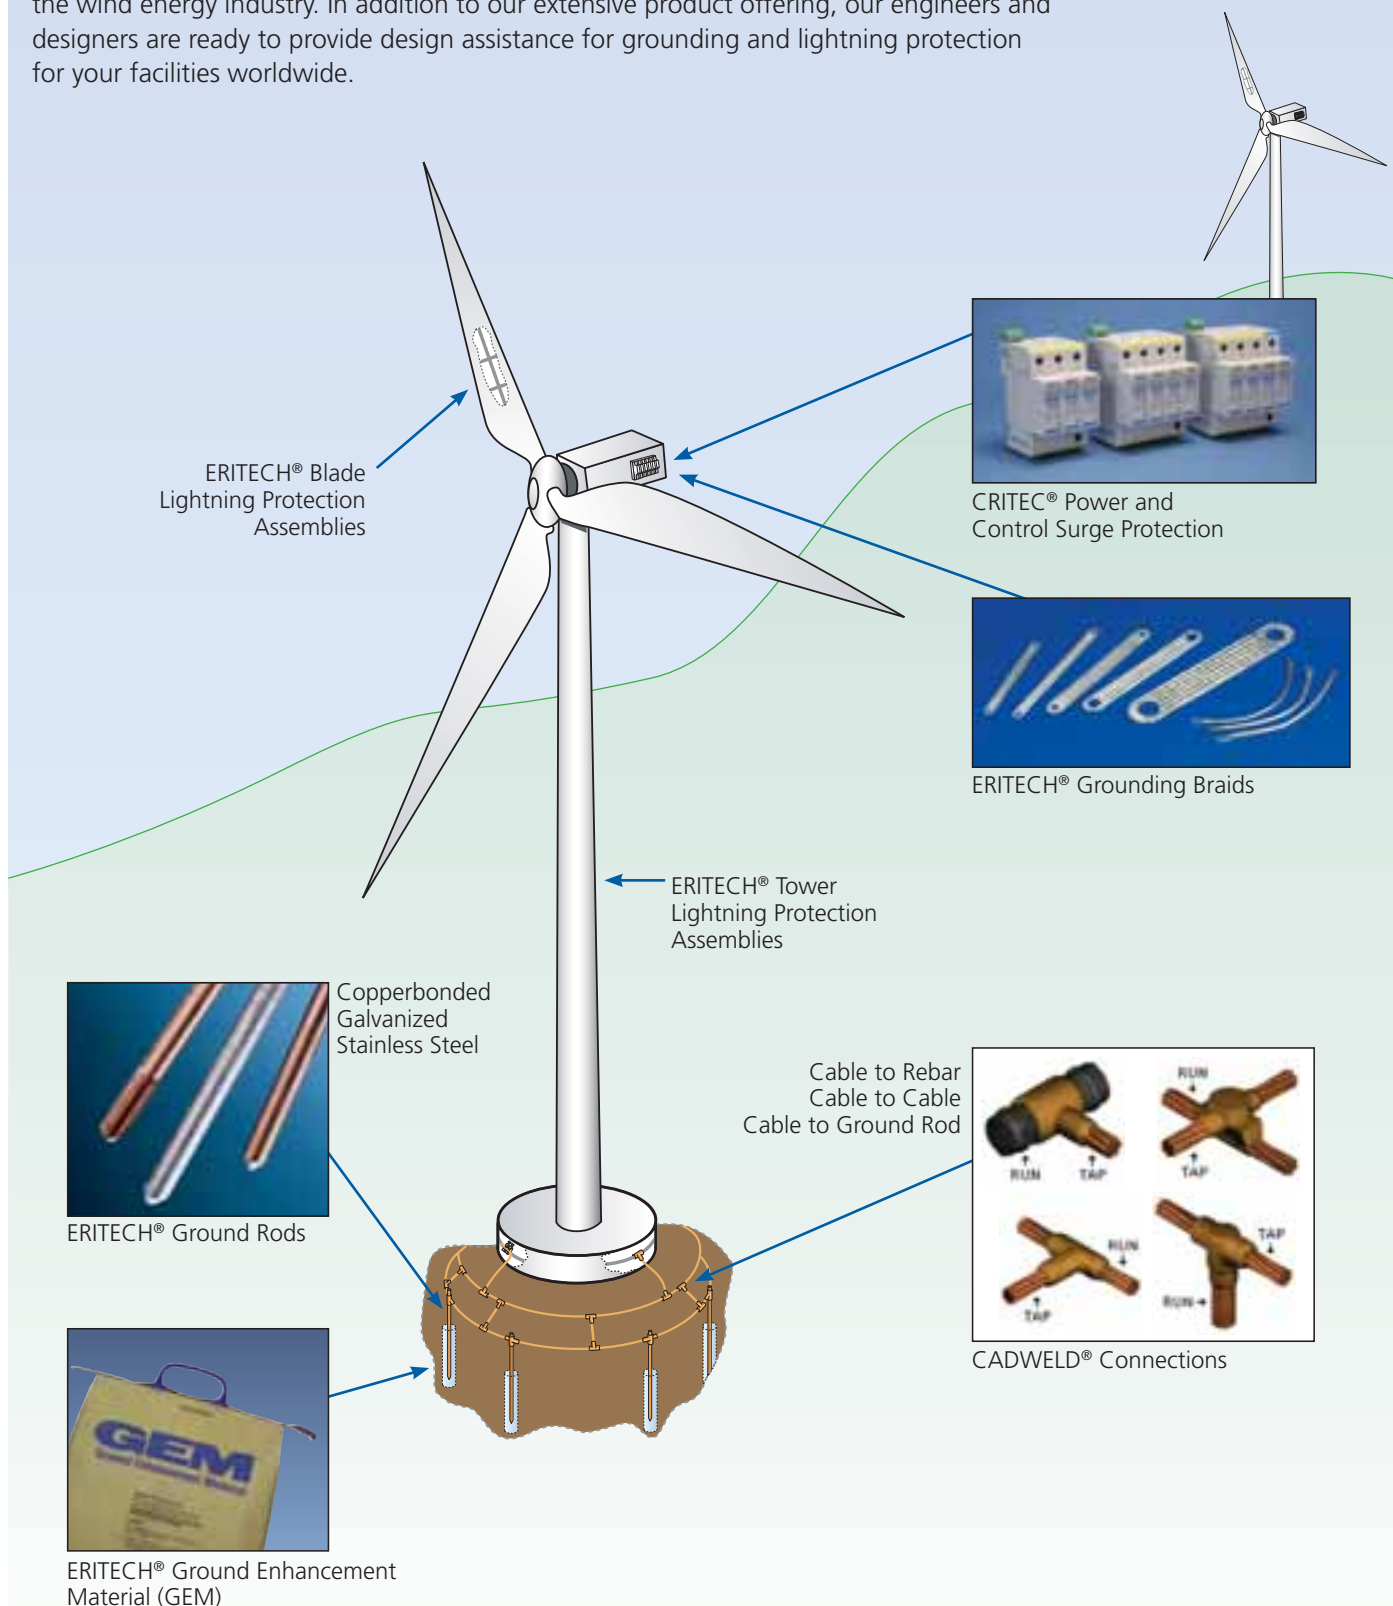 the wind energy industry. In addition to our extensive product offering, our engineers and
designers are ready to provide design assistance for grounding and lightning protection
for your facilities worldwide.
ERITECH® Blade
Lightning Protection
Assemblies
CRITEC® Power and
Control Surge Protection
ERITECH® Grounding Braids
ERITECH® Tower
Lightning Protection
Assemblies
Copperbonded
Galvanized
Stainless Steel
ERITECH® Ground Rods
Cable to Rebar
Cable to Cable
Cable to Ground Rod
RUN
TAP
RUN
TAP
RUN
TAP
TAP
RUN
CADWELD® Connections
GEM
ERITECH® Ground Enhancement
Material (GEM)